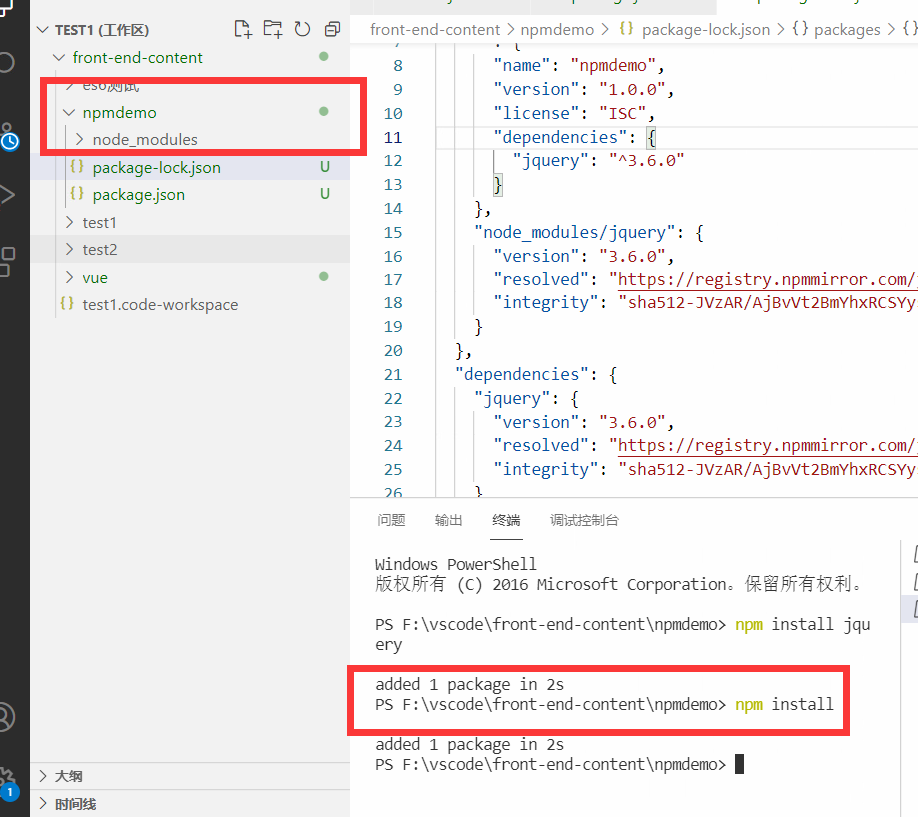 TEST1 (工作区)
front-end-content
es6测试
npmdemo
node_modules
package-lock.json U
package.json U
test1
test2
vue
test1.code-workspace
大纲
时间线
1
front-end-content > npmdemo > {} package-lock.json > {} packages > {}
8 "name": "npmdemo",
9 "version": "1.0.0",
10 "license": "ISC",
11 "dependencies": {
12 "jquery": "^3.6.0"
13 }
14 },
15 "node_modules/jquery": {
16 "version": "3.6.0",
17 "resolved": "https://registry.npmmirror.com/
18 "integrity": "sha512-JVzAR/AjBvVt2BmYhxRCSYy
19 }
20 },
21 "dependencies": {
22 "jquery": {
23 "version": "3.6.0",
24 "resolved": "https://registry.npmmirror.com/
25 "integrity": "sha512-JVzAR/AjBvVt2BmYhxRCSYy
26 }
问题 输出 终端 调试控制台
Windows PowerShell
版权所有 (C) 2016 Microsoft Corporation。保留所有权利。
PS F:\vscode\front-end-content\npmdemo> npm install jqu
ery
added 1 package in 2s
PS F:\vscode\front-end-content\npmdemo> npm install
added 1 package in 2s
PS F:\vscode\front-end-content\npmdemo>